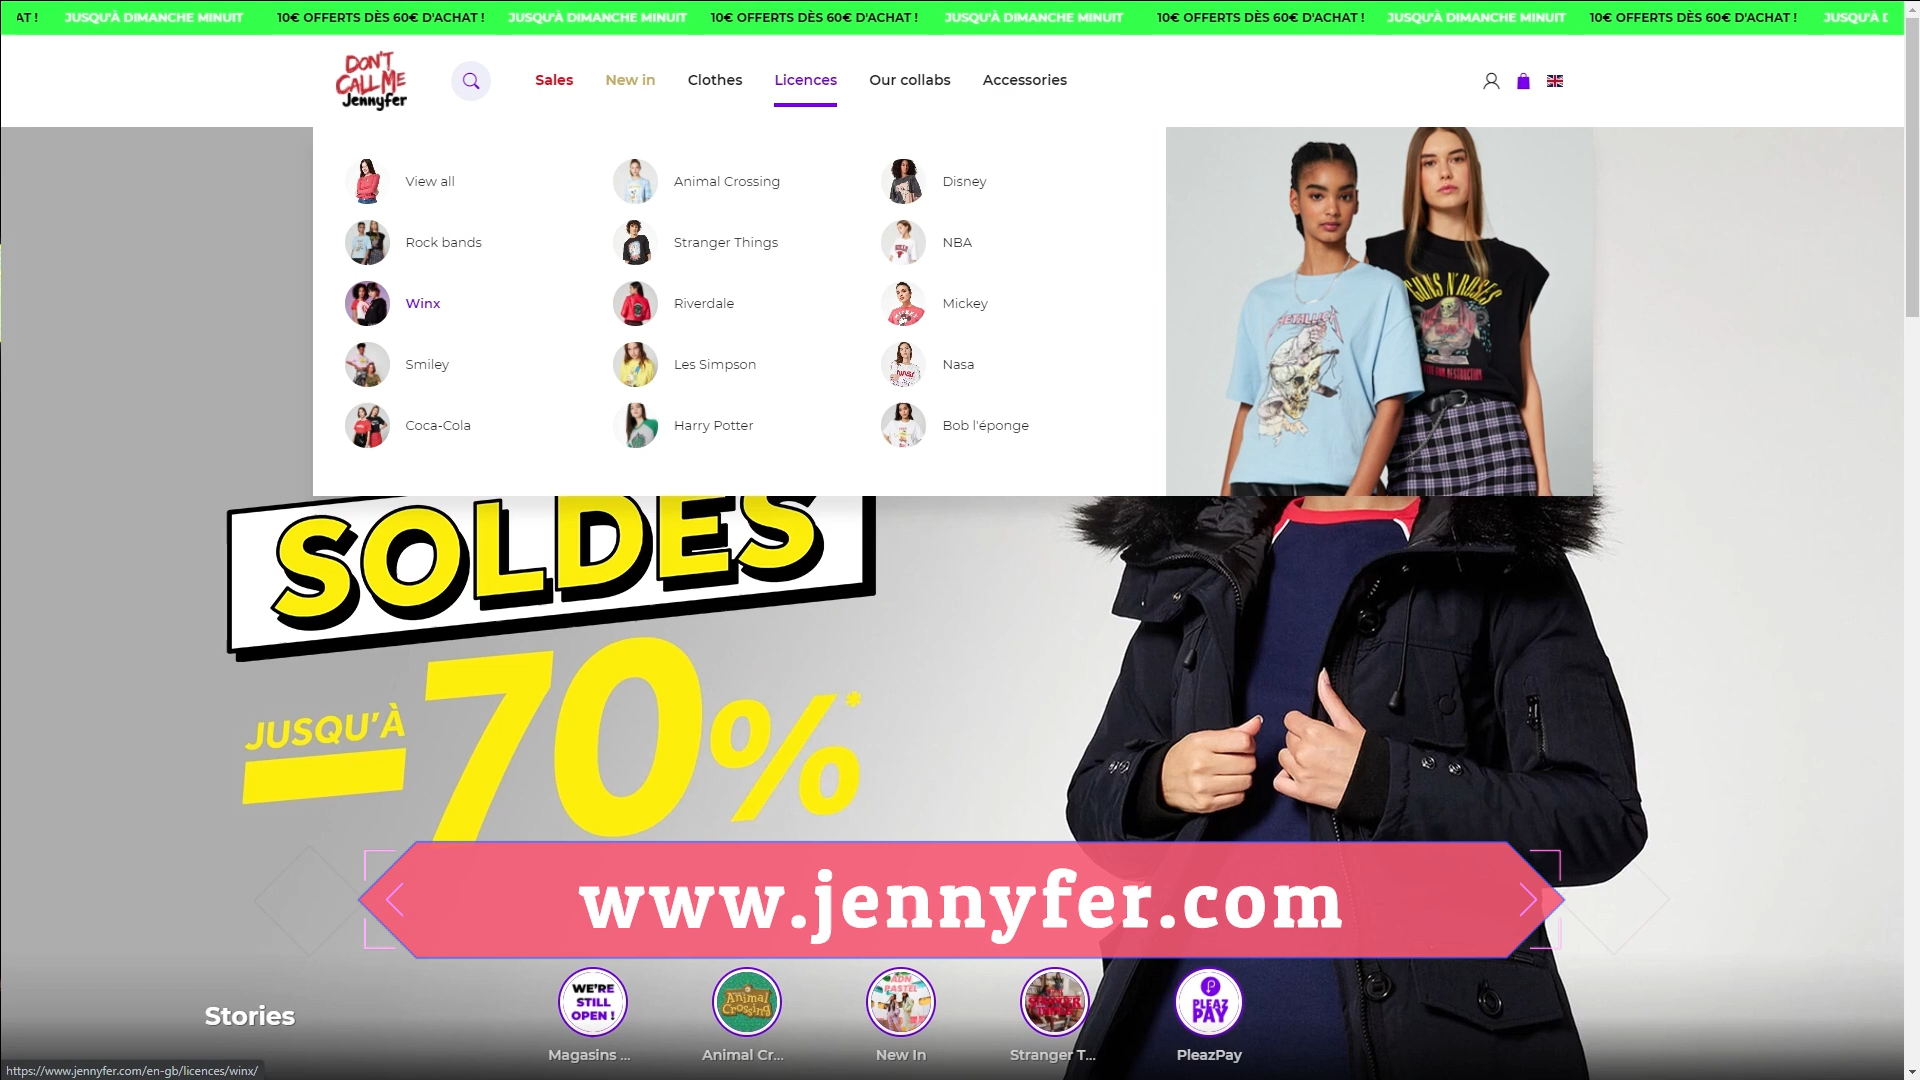 AT ! JUSQU'À DIMANCHE MINUIT 10€ OFFERTS DÈS 60€ D'ACHAT ! JUSQU'À DIMANCHE MINUIT 10€ OFFERTS DÈS 60€ D'ACHAT ! JUSQU'À DIMANCHE MINUIT 10€ OFFERTS DÈS 60€ D'ACHAT ! JUSQU'À DIMANCHE MINUIT 10€ OFFERTS DÈS 60€ D'ACHAT ! JUSQU'À D
DON'T
CALL ME
Jennyfer
Sales New in Clothes Licences Our collabs Accessories
View all Animal Crossing Disney
Rock bands Stranger Things NBA
Winx Riverdale Mickey
Smiley Les Simpson Nasa
Coca-Cola Harry Potter Bob l'éponge
METALLICA
GUNS N' ROSES
SOLDES
JUSQU'À
-70%*
www.jennyfer.com
Stories
WE'RE
STILL
OPEN !
Animal
Crossing
ADN
PASTEL
PLEAZ
PAY
Magasins ... Animal Cr... New In Stranger T... PleazPay
https://www.jennyfer.com/en-gb/licences/winx/